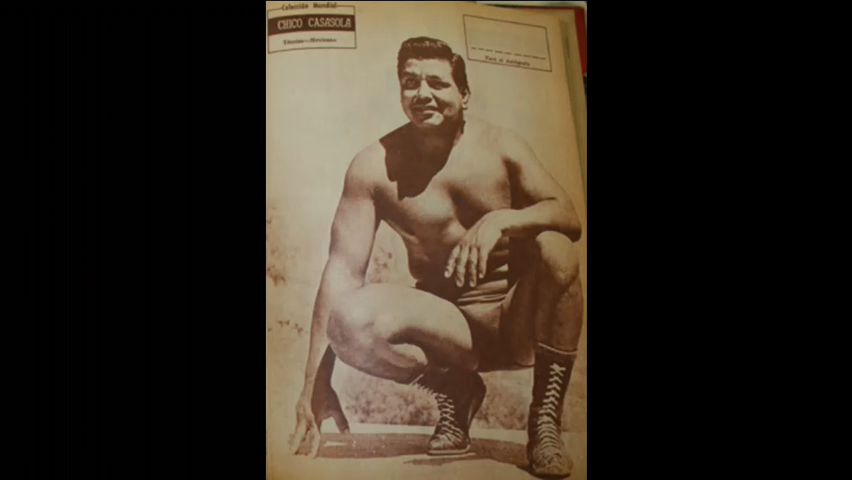 Colección Mundial
CHICO CASASOLA
Técnico—Mexicano
Para el Autógrafo